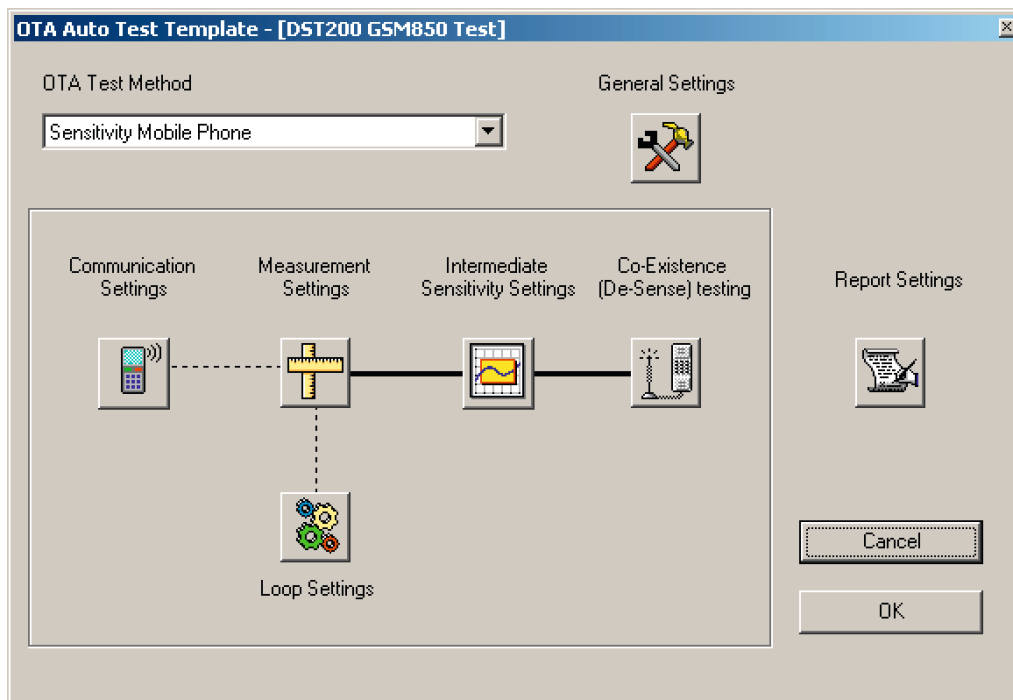 OTA Auto Test Template - [DST200 GSM850 Test]
OTA Test Method
General Settings
Sensitivity Mobile Phone
Communication
Settings
Measurement
Settings
Intermediate
Sensitivity Settings
Co-Existence
(De-Sense) testing
Report Settings
Loop Settings
Cancel
OK